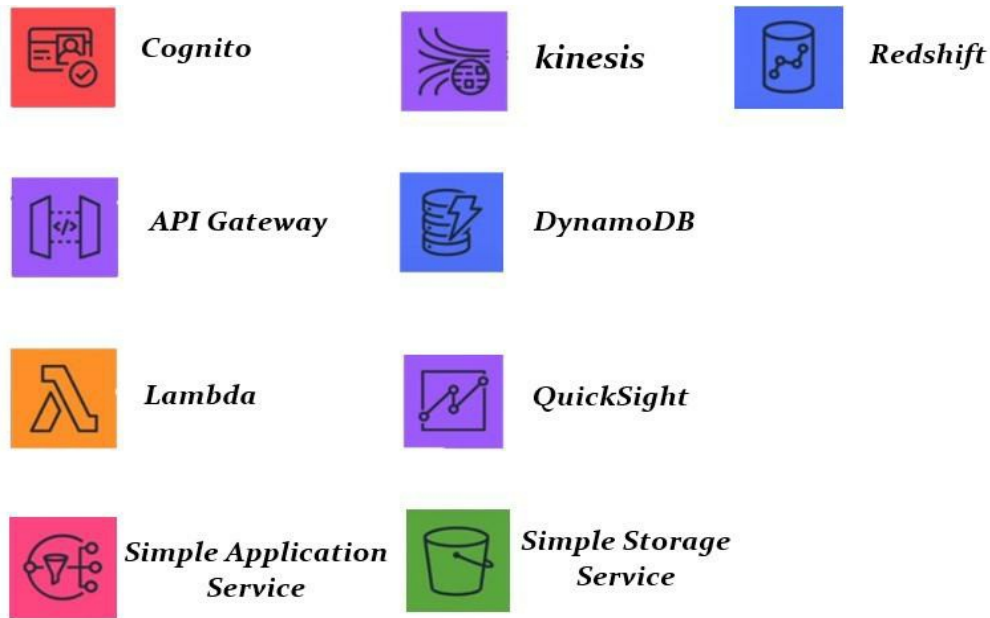 Cognito
kinesis
Redshift
</>
API Gateway
DynamoDB
Lambda
QuickSight
Simple Application
Service
Simple Storage
Service